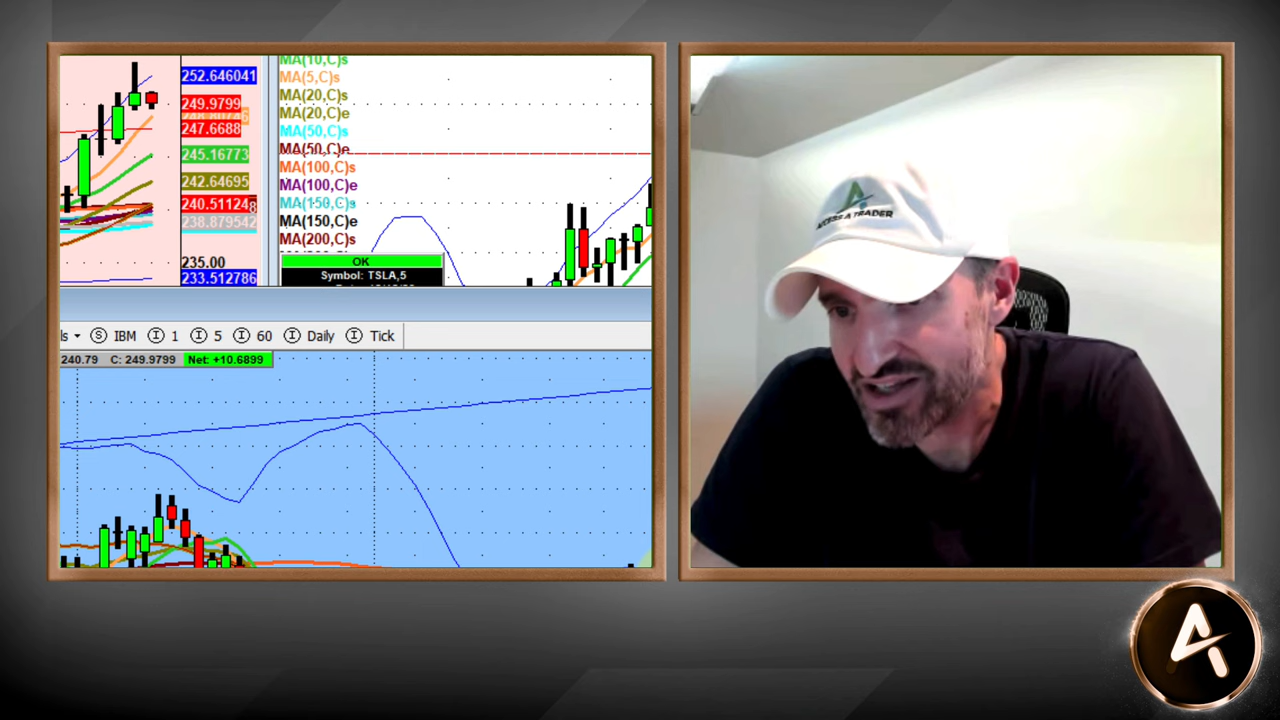 252.646041
249.9799
247.6688
245.16773
242.64695
240.51124
238.879542
235.00
233.512786
MA(10,C)s
MA(5,C)s
MA(20,C)s
MA(20,C)e
MA(50,C)s
MA(50,C)e
MA(100,C)s
MA(100,C)e
MA(150,C)s
MA(150,C)e
MA(200,C)s
OK
Symbol: TSLA,5
ls IBM 1 5 60 Daily Tick
240.79 C: 249.9799 Net: +10.6899
ACCESS A TRADER